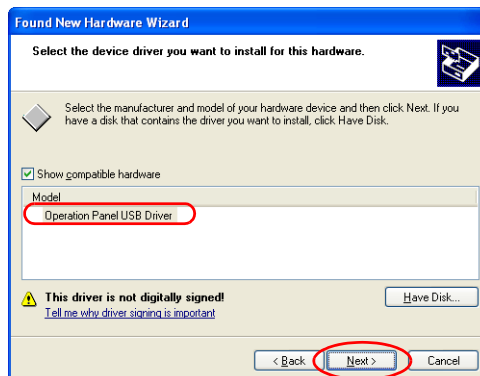 Found New Hardware Wizard
Select the device driver you want to install for this hardware.
Select the manufacturer and model of your hardware device and then click Next. If you
have a disk that contains the driver you want to install, click Have Disk.
Show compatible hardware
Model
Operation Panel USB Driver
This driver is not digitally signed!
Tell me why driver signing is important
Have Disk...
< Back
Next >
Cancel